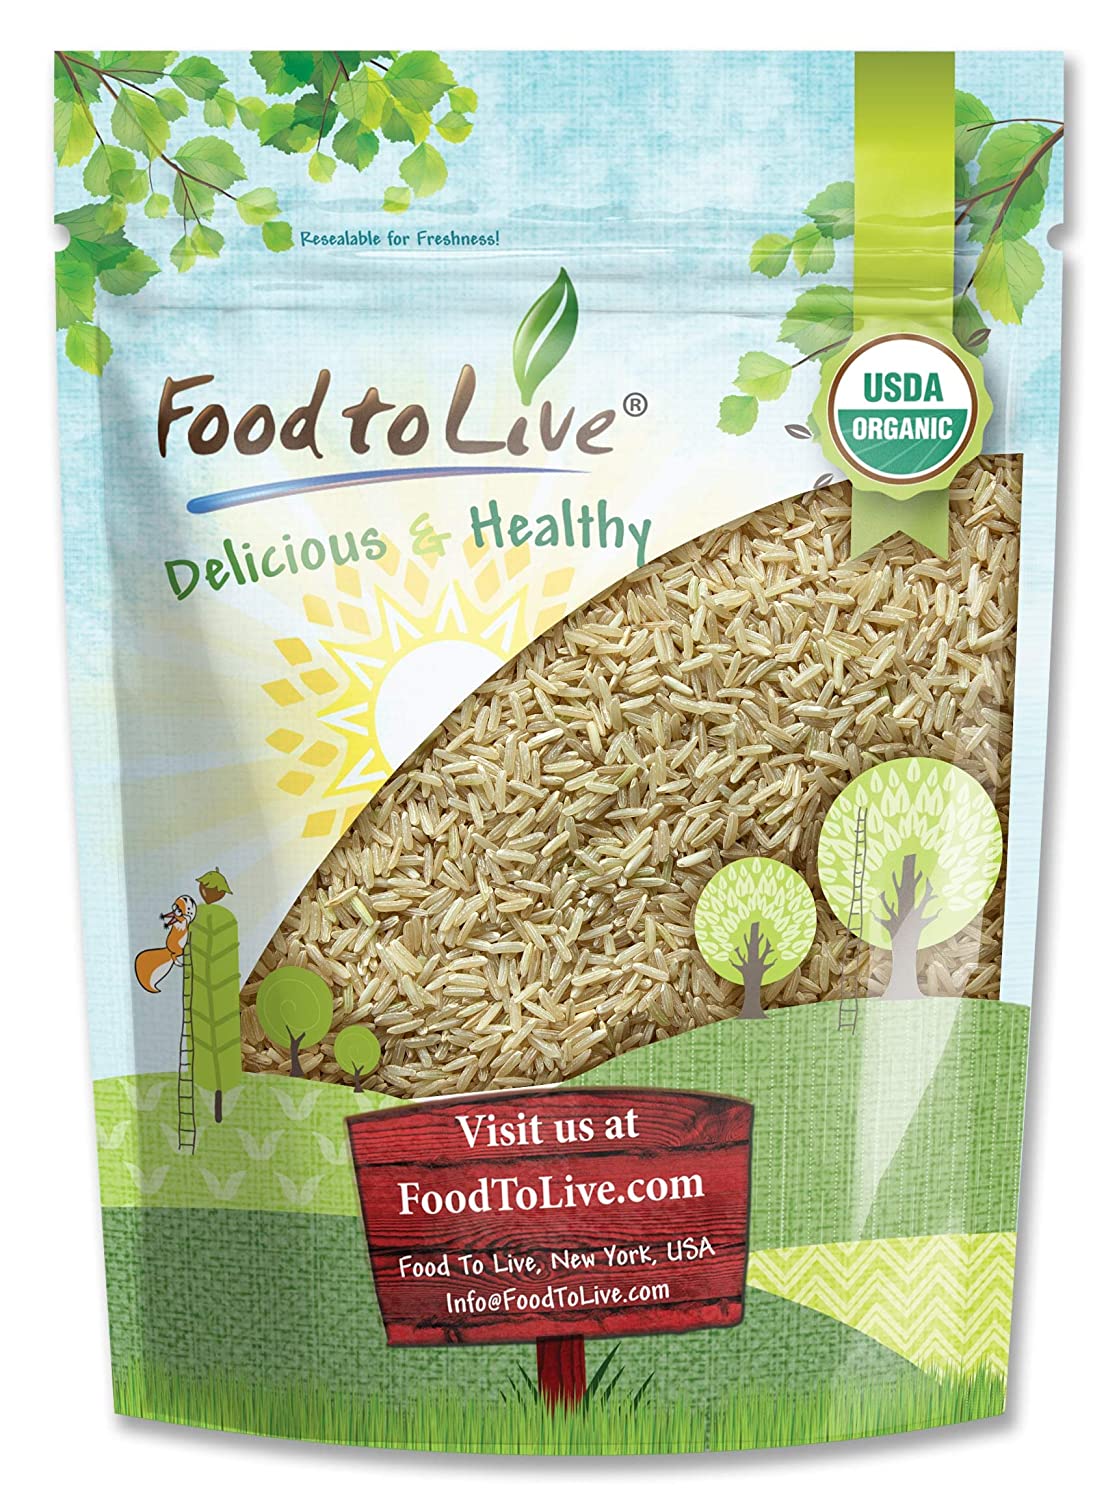 Resealable for Freshness!
Food to Live®
Delicious & Healthy
USDA
ORGANIC
Visit us at
FoodToLive.com
Food To Live, New York, USA
Info@FoodToLive.com